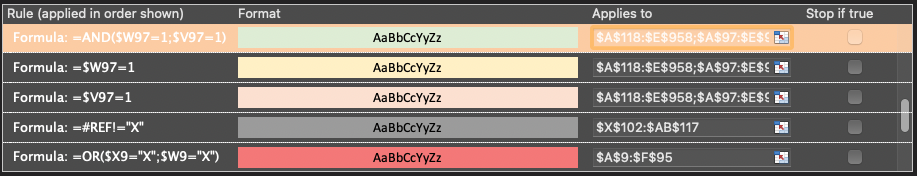 Rule (applied in order shown) Format Applies to Stop if true
Formula: =AND($W97=1;$V97=1) AaBbCcYyZz $A$118:$E$958;$A$97:$E$9
Formula: =$W97=1 AaBbCcYyZz $A$118:$E$958;$A$97:$E$9
Formula: =$V97=1 AaBbCcYyZz $A$118:$E$958;$A$97:$E$9
Formula: =#REF!="X" AaBbCcYyZz $X$102:$AB$117
Formula: =OR($X9="X";$W9="X") AaBbCcYyZz $A$9:$F$95